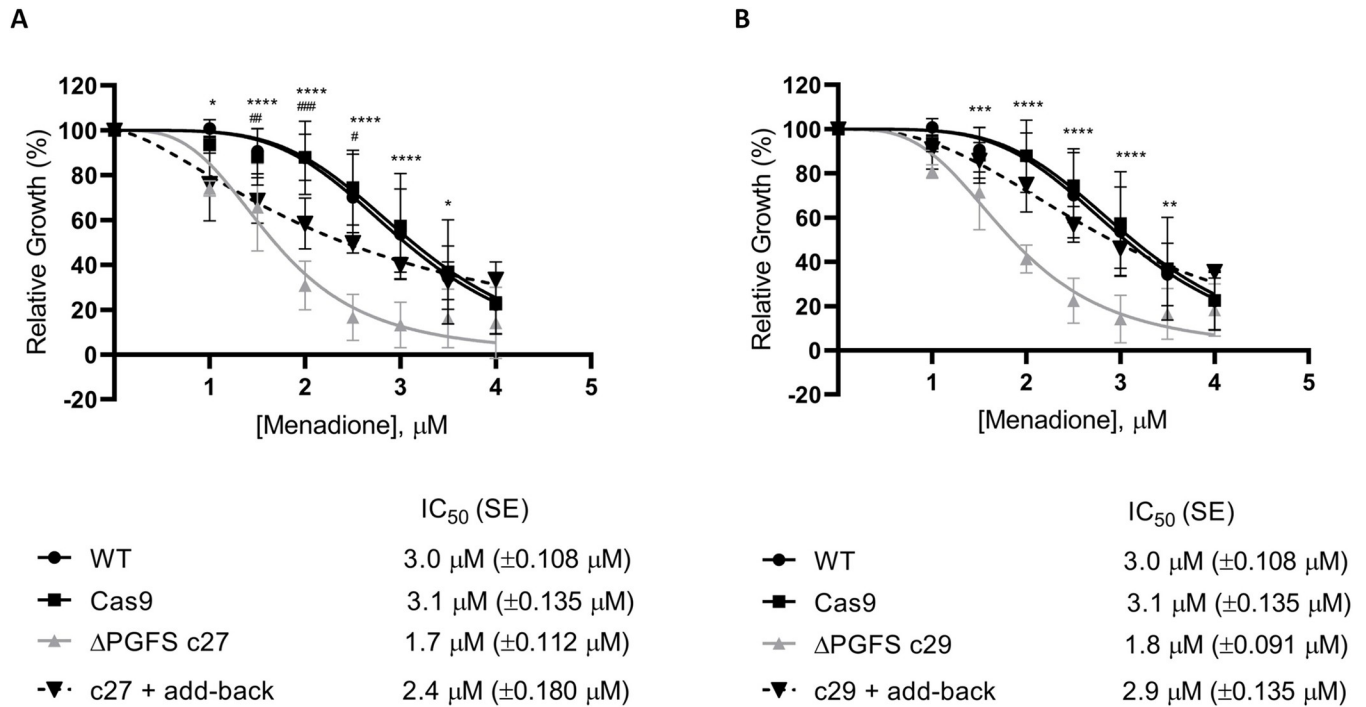 A
120
100
80
60
40
20
0
-20
Relative Growth (%)
*
****
##
****
###
****
#
****
*
1
2
3
4
5
[Menadione], μM
IC50 (SE)
WT 3.0 μM (±0.108 μM)
Cas9 3.1 μM (±0.135 μM)
ΔPGFS c27 1.7 μM (±0.112 μM)
c27 + add-back 2.4 μM (±0.180 μM)
B
120
100
80
60
40
20
0
-20
Relative Growth (%)
***
****
****
****
**
1
2
3
4
5
[Menadione], μM
IC50 (SE)
WT 3.0 μM (±0.108 μM)
Cas9 3.1 μM (±0.135 μM)
ΔPGFS c29 1.8 μM (±0.091 μM)
c29 + add-back 2.9 μM (±0.135 μM)